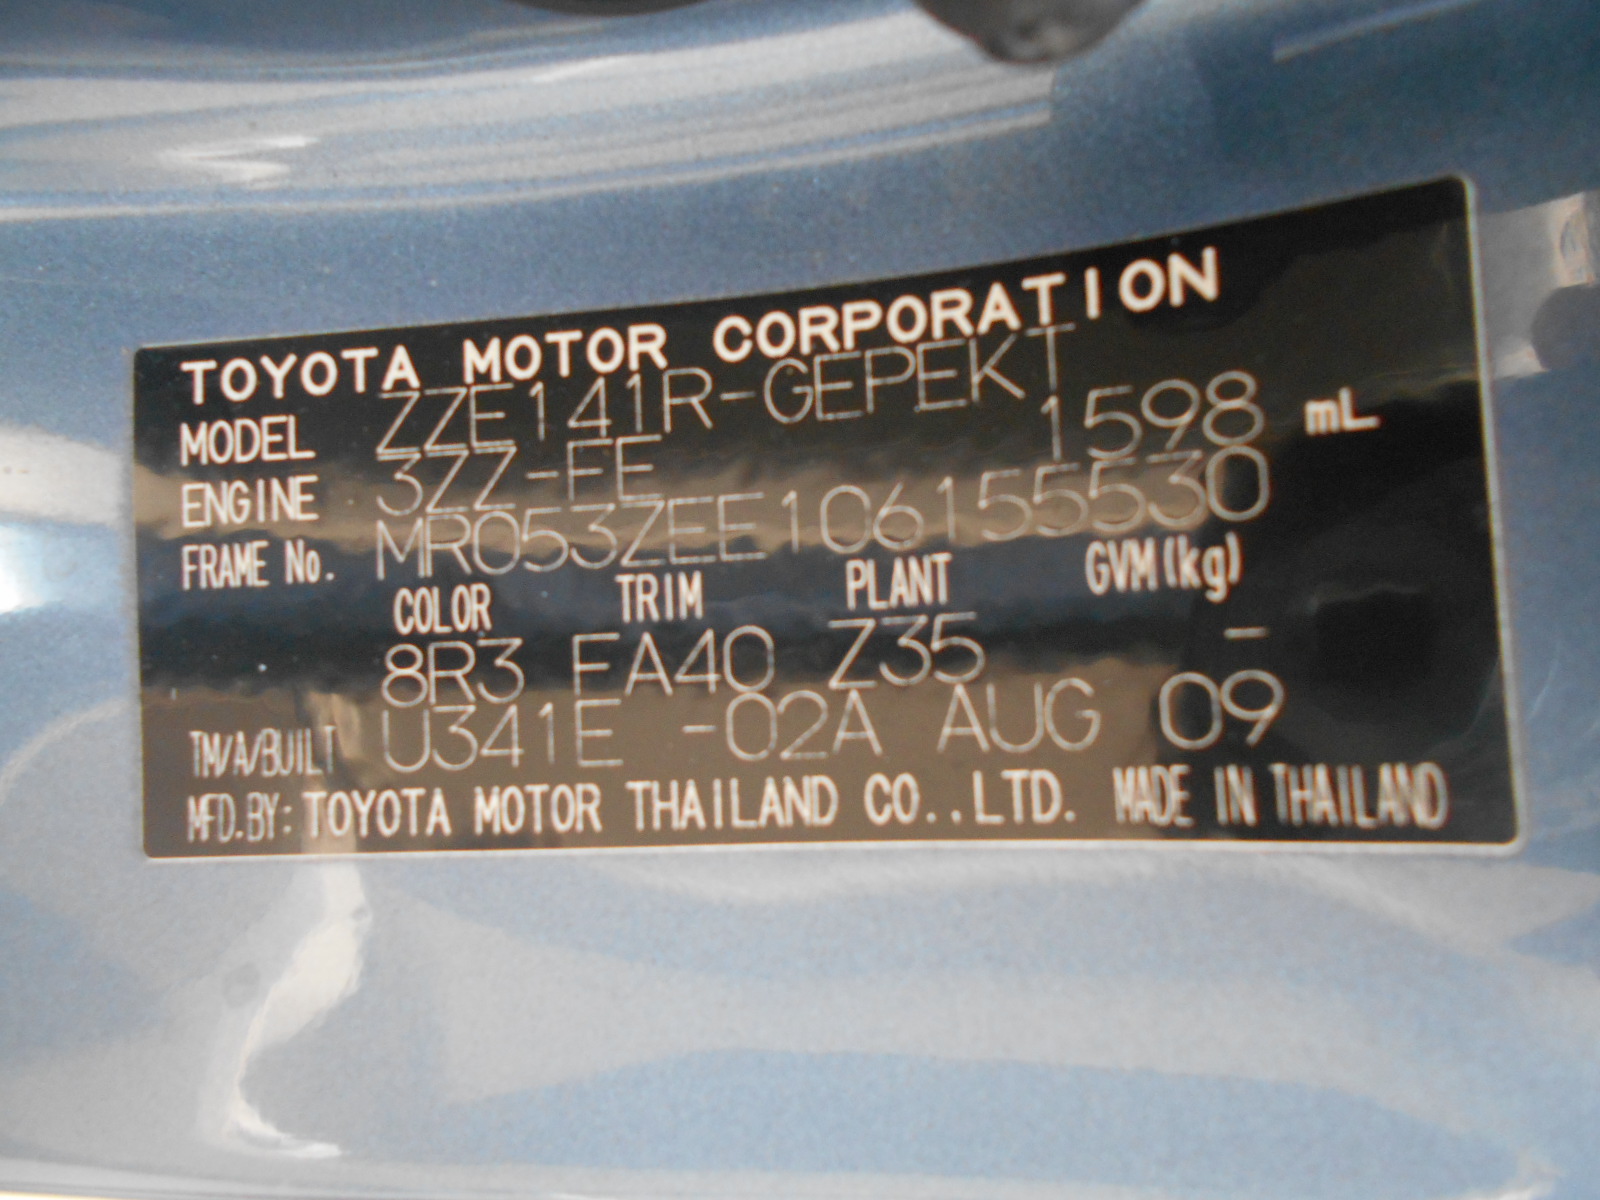 TOYOTA MOTOR CORPORATION
MODEL ZZE141R-GEPEKT
ENGINE 3ZZ-FE 1598 mL
FRAME No. MR053ZEE106155530
COLOR TRIM PLANT GVM(kg)
8R3 FA40 Z35 -
TM/A/BUILT U341E -02A AUG 09
MFD.BY: TOYOTA MOTOR THAILAND CO.,LTD. MADE IN THAILAND